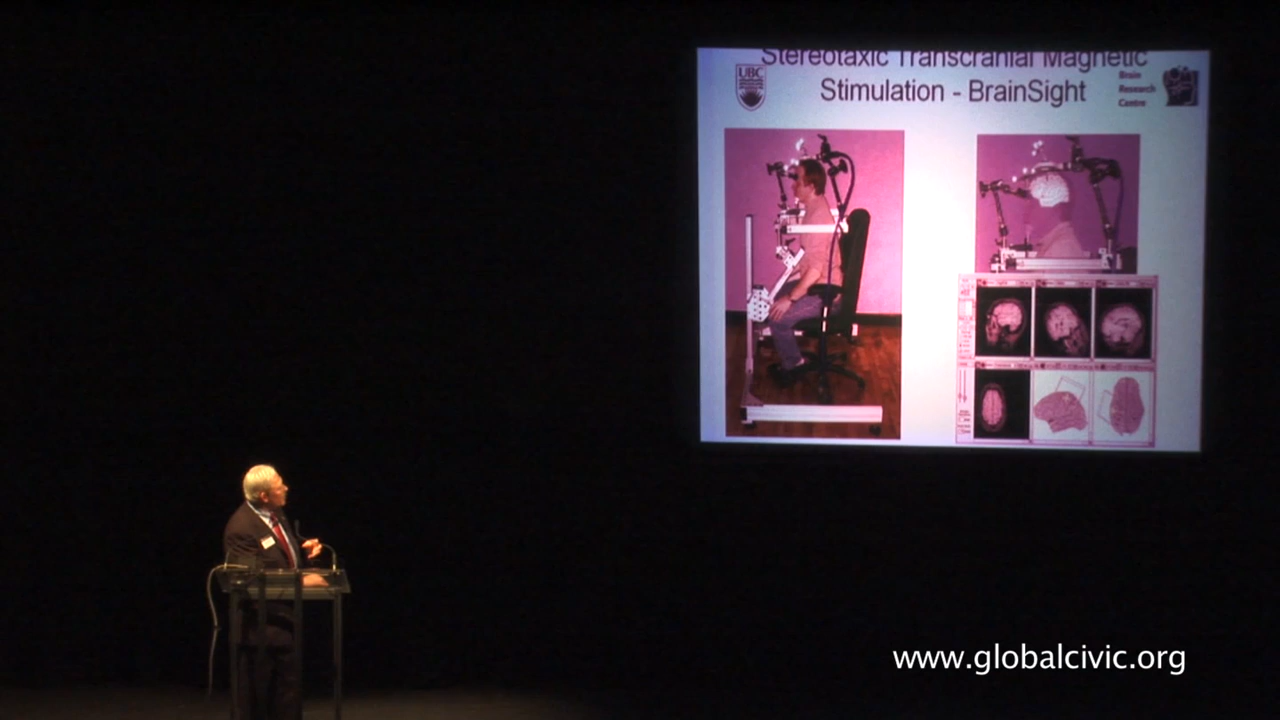 Stereotaxic Transcranial Magnetic
Stimulation - BrainSight
UBC
Brain
Research
Centre
www.globalcivic.org